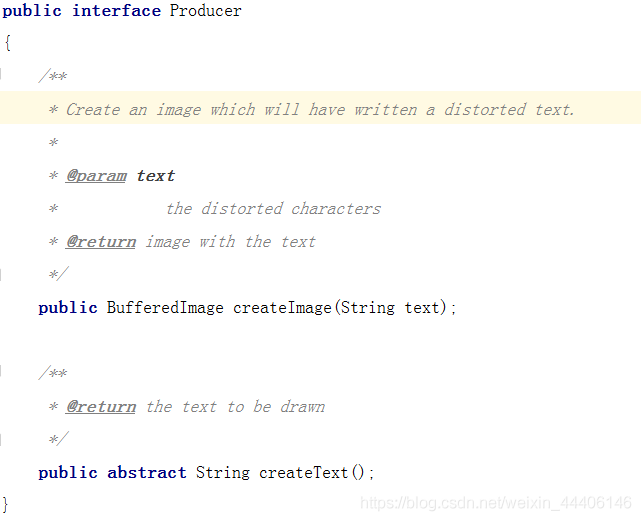 public interface Producer
{
/**
* Create an image which will have written a distorted text.
*
* @param text
* the distorted characters
* @return image with the text
*/
public BufferedImage createImage(String text);
/**
* @return the text to be drawn
*/
public abstract String createText();
}
https://blog.csdn.net/weixin_44406146